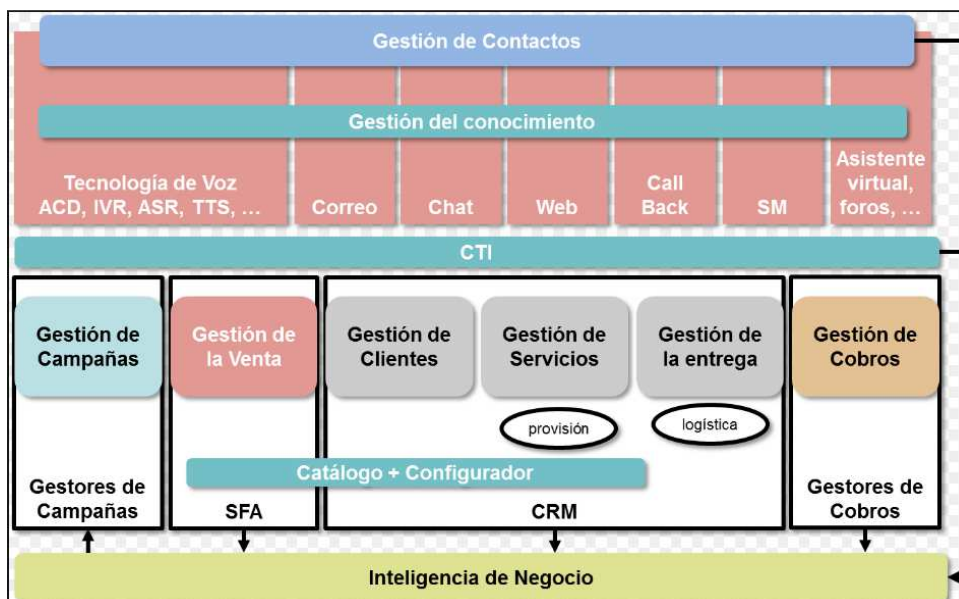 Gestión de Contactos
Gestión del conocimiento
Tecnología de Voz
ACD, IVR, ASR, TTS, ...
Correo
Chat
Web
Call
Back
SM
Asistente
virtual,
foros, ...
CTI
Gestión de
Campañas
Gestión de
la Venta
Gestión de
Clientes
Gestión de
Servicios
Gestión de
la entrega
Gestión de
Cobros
provisión
logística
Catálogo + Configurador
Gestores de
Campañas
SFA
CRM
Gestores de
Cobros
Inteligencia de Negocio